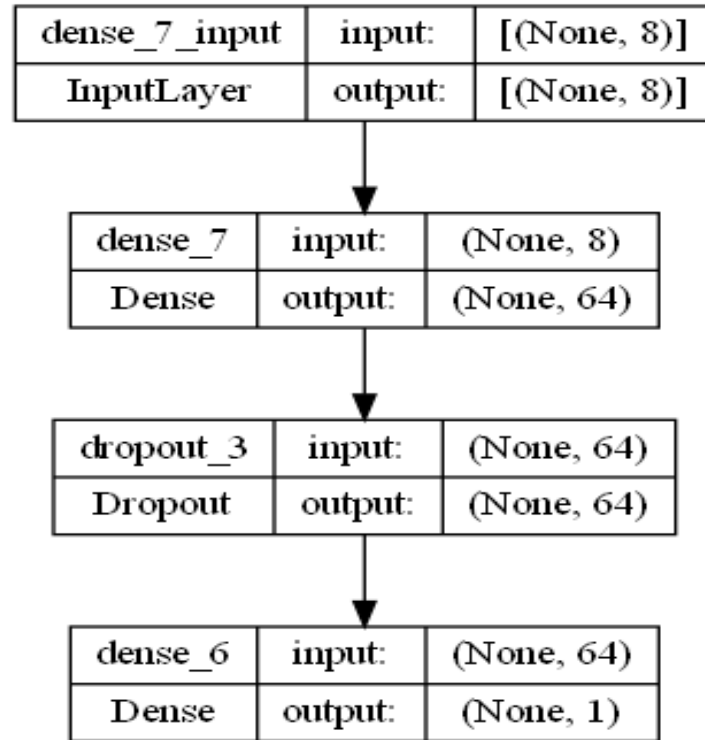 dense_7_input input: [(None, 8)]
InputLayer output: [(None, 8)]
dense_7 input: (None, 8)
Dense output: (None, 64)
dropout_3 input: (None, 64)
Dropout output: (None, 64)
dense_6 input: (None, 64)
Dense output: (None, 1)